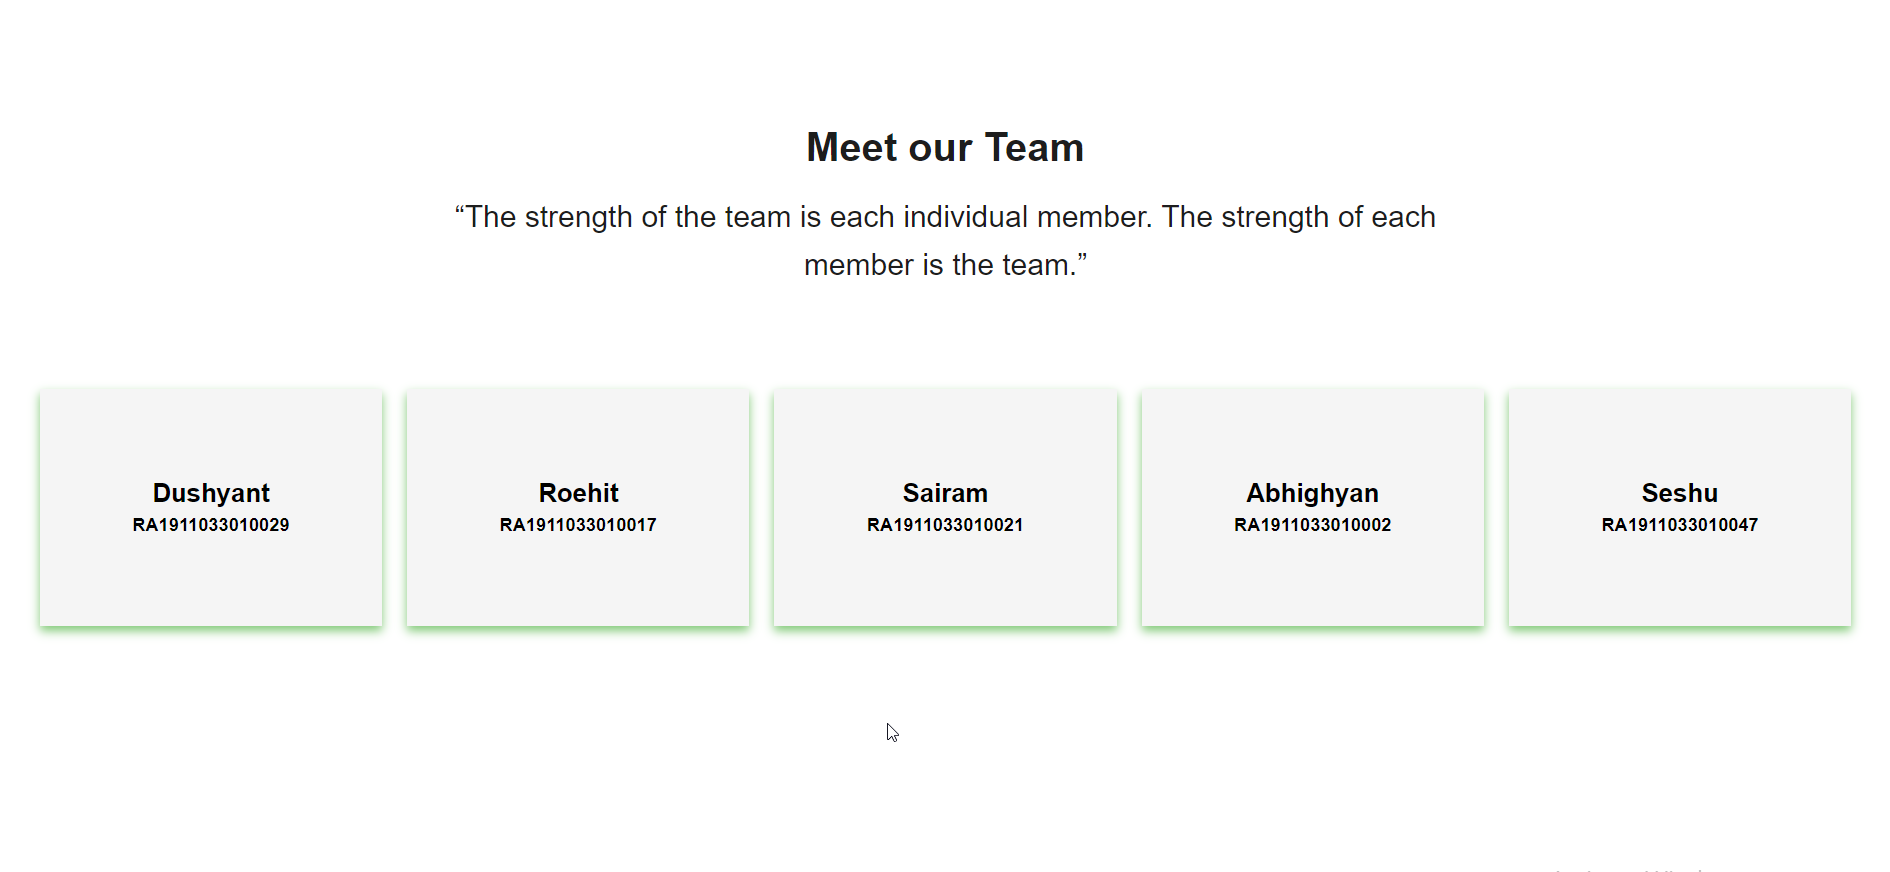 Meet our Team
“The strength of the team is each individual member. The strength of each
member is the team.”
Dushyant
RA1911033010029
Roehit
RA1911033010017
Sairam
RA1911033010021
Abhighyan
RA1911033010002
Seshu
RA1911033010047